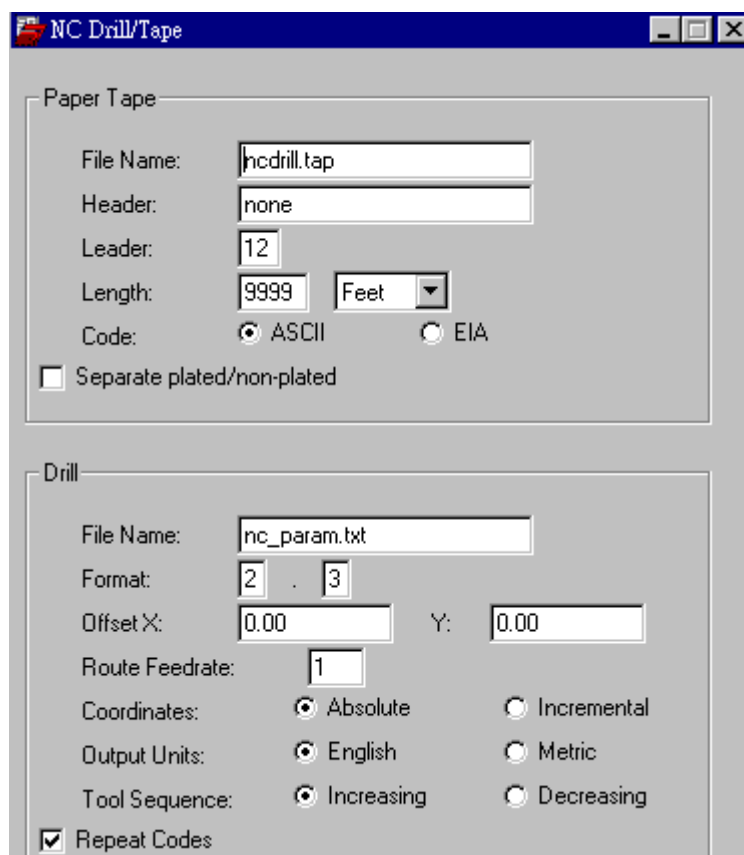 NC Drill/Tape
Paper Tape
File Name: ncdrill.tap
Header: none
Leader: 12
Length: 9999 Feet
Code: ASCII EIA
Separate plated/non-plated
Drill
File Name: nc_param.txt
Format: 2 . 3
Offset X: 0.00 Y: 0.00
Route Feedrate: 1
Coordinates: Absolute Incremental
Output Units: English Metric
Tool Sequence: Increasing Decreasing
Repeat Codes